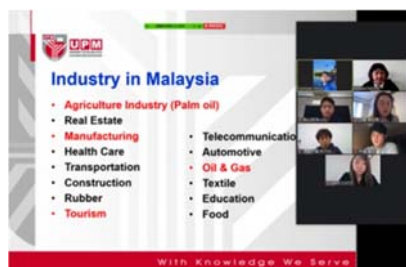 UPM
Industry in Malaysia
• Agriculture Industry (Palm oil)
• Real Estate
• Manufacturing
• Health Care
• Transportation
• Construction
• Rubber
• Tourism
• Telecommunicatio
• Automotive
• Oil & Gas
• Textile
• Education
• Food
With Knowledge We Serve